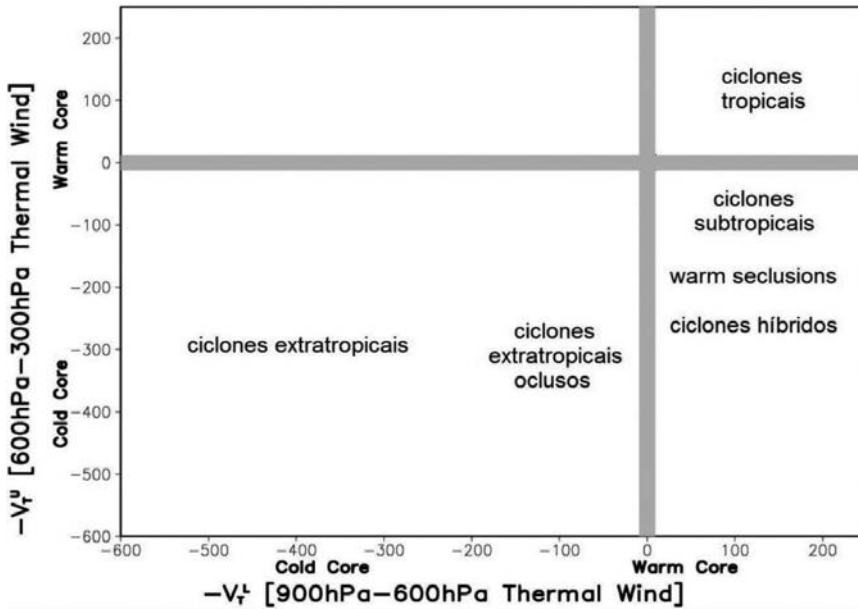 200
100
0
−100
−200
−300
−400
−500
−600
−V_T^U [600hPa−300hPa Thermal Wind]
Cold Core
Warm Core
ciclones
tropicais
ciclones
subtropicais
warm seclusions
ciclones híbridos
ciclones extratropicais
ciclones
extratropicais
oclusos
−600
−500
−400
−300
−200
−100
0
100
200
Cold Core
Warm Core
−V_T^L [900hPa−600hPa Thermal Wind]